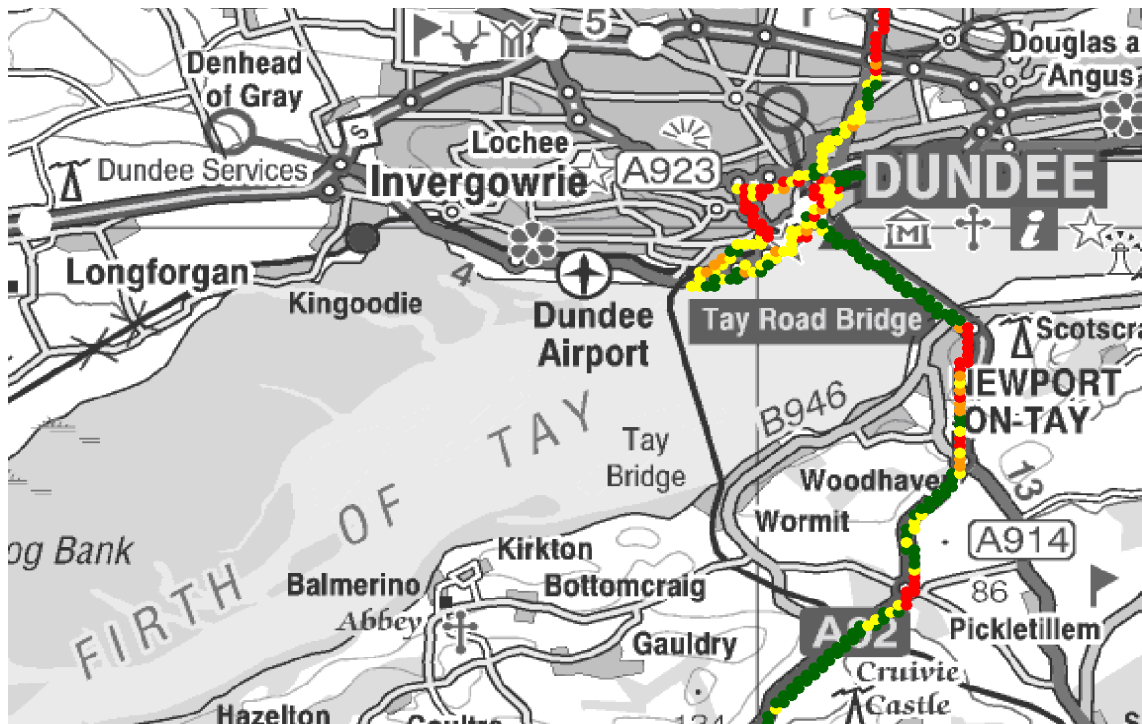 5
Douglas a
Angus
Denhead
of Gray
S
Lochee
A923
DUNDEE
Dundee Services
Invergowrie
i
Longforgan
4
Kingoodie
Dundee
Airport
Tay Road Bridge
Scotscra
NEWPORT
ON-TAY
B946
TAY
Tay
Bridge
13
Woodhaven
Wormit
OF
A914
og Bank
Kirkton
86
Balmerino
Bottomcraig
Abbey
FIRTH
A92
Pickletillem
Gauldry
Cruivie
Castle
Hazelton
134